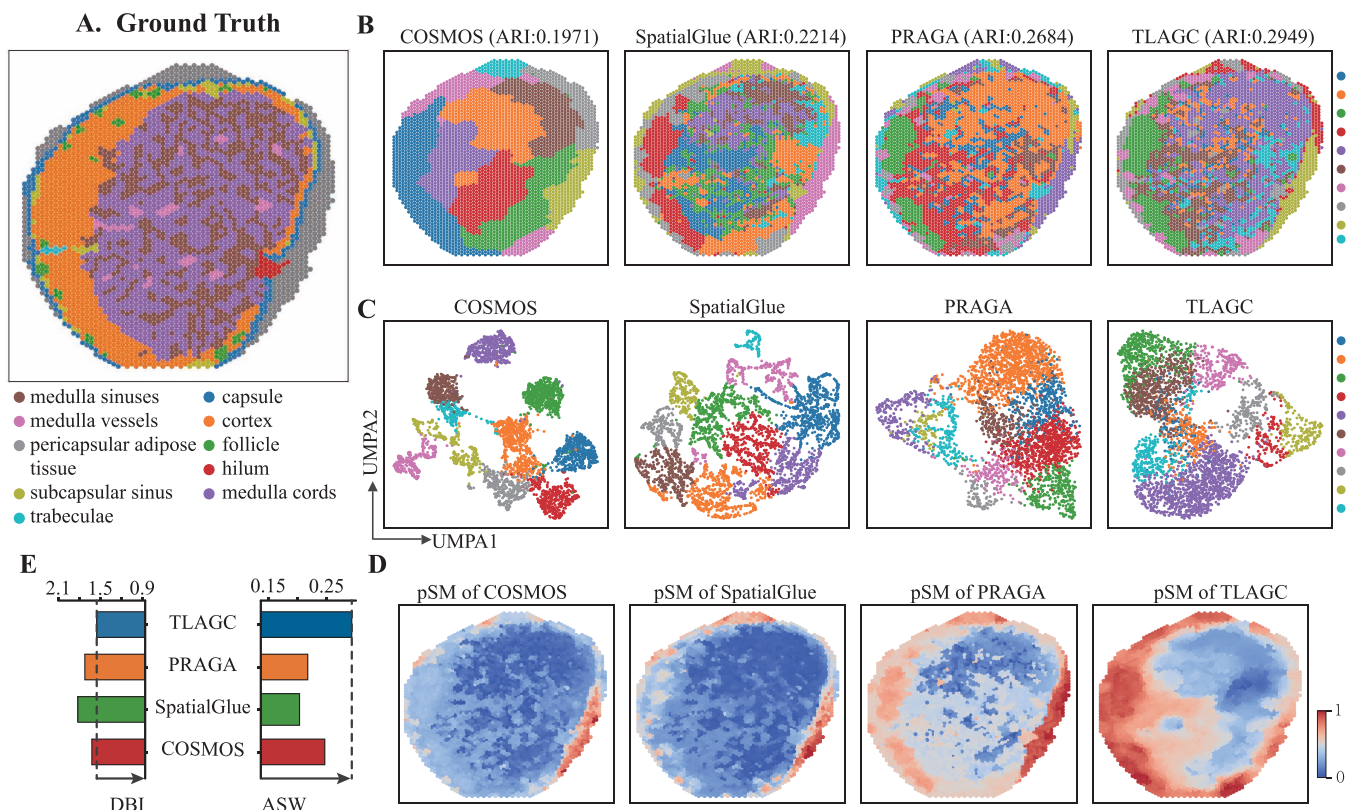 A. Ground Truth
medulla sinuses
capsule
medulla vessels
cortex
pericapsular adipose
tissue
follicle
hilum
subcapsular sinus
medulla cords
trabeculae
B
COSMOS (ARI:0.1971)
SpatialGlue (ARI:0.2214)
PRAGA (ARI:0.2684)
TLAGC (ARI:0.2949)
C
COSMOS
SpatialGlue
PRAGA
TLAGC
UMPA2
UMPA1
E
2.1 1.5 0.9
0.15 0.25
TLAGC
PRAGA
SpatialGlue
COSMOS
DBI
ASW
D
pSM of COSMOS
pSM of SpatialGlue
pSM of PRAGA
pSM of TLAGC
1
0